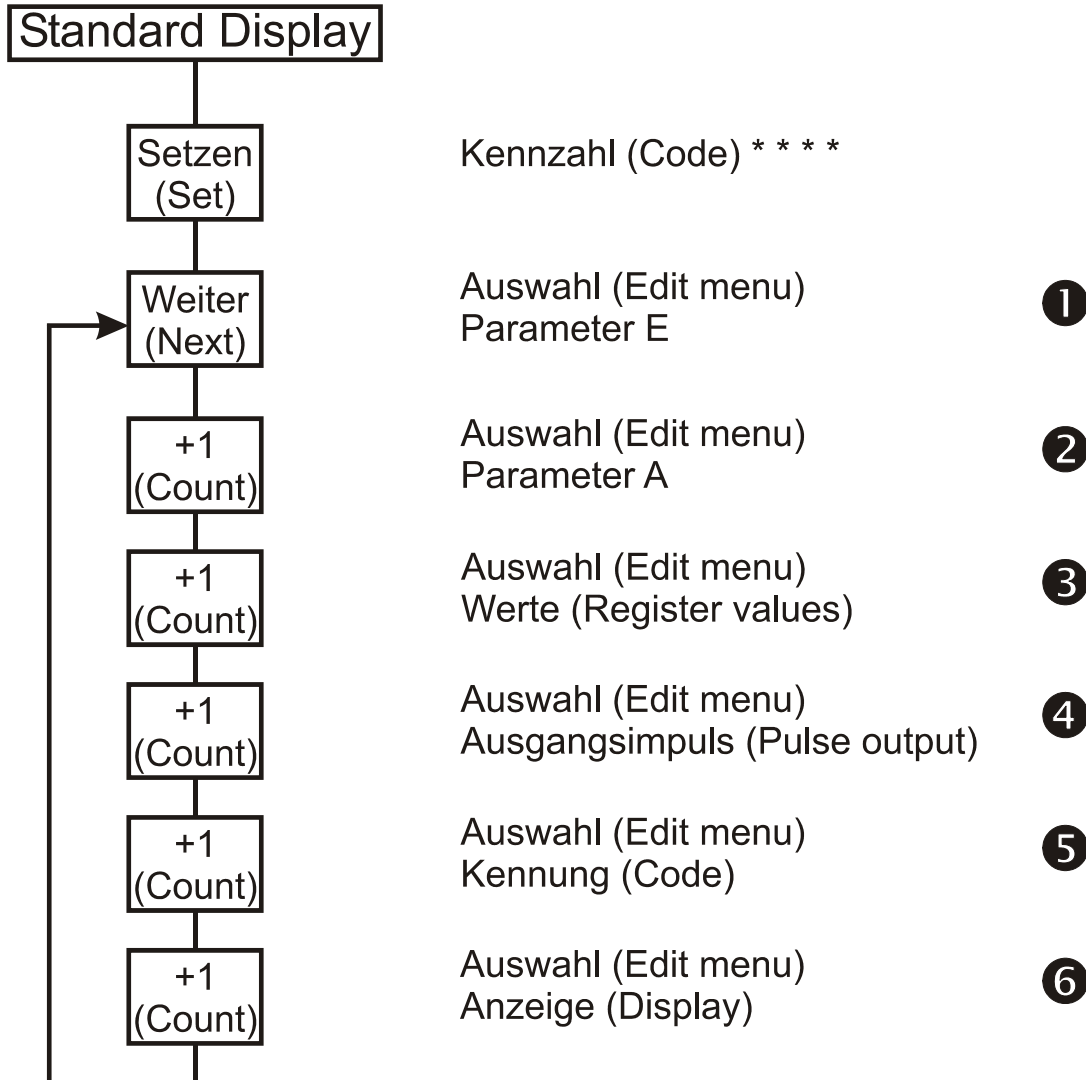 Standard Display
Setzen
(Set)
Kennzahl (Code) * * * *
Weiter
(Next)
Auswahl (Edit menu)
Parameter E
1
+1
(Count)
Auswahl (Edit menu)
Parameter A
2
+1
(Count)
Auswahl (Edit menu)
Werte (Register values)
3
+1
(Count)
Auswahl (Edit menu)
Ausgangsimpuls (Pulse output)
4
+1
(Count)
Auswahl (Edit menu)
Kennung (Code)
5
+1
(Count)
Auswahl (Edit menu)
Anzeige (Display)
6